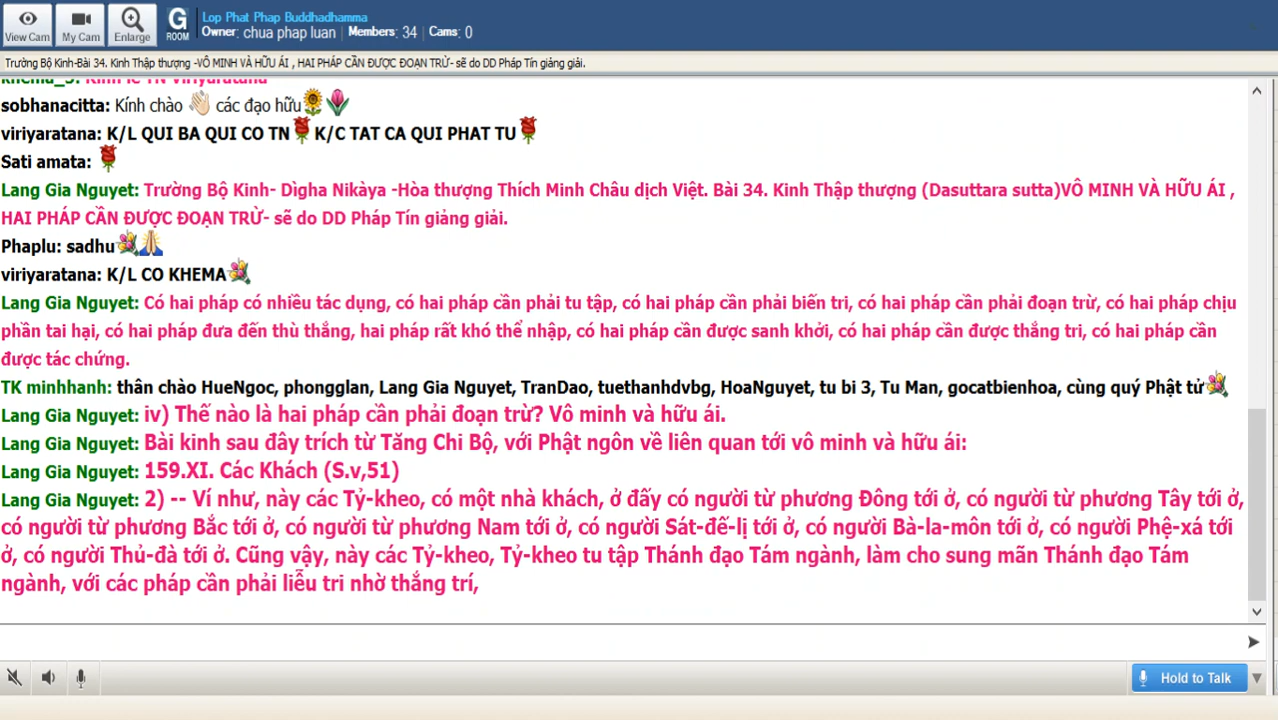 Lop Phat Phap Buddhadhamma
Owner: chua phap luan | Members: 34 | Cams: 0
View Cam
My Cam
Enlarge
G
ROOM
Trường Bộ Kinh-Bài 34. Kinh Thập thượng -VÔ MINH VÀ HỮU ÁI , HAI PHÁP CẦN ĐƯỢC ĐOẠN TRỪ- sẽ do DD Pháp Tín giảng giải.
khema_3: Kính lễ TN viriyaratana
sobhanacitta: Kính chào 👋 các đạo hữu🌻🌷
viriyaratana: K/L QUI BA QUI CO TN🌹K/C TAT CA QUI PHAT TU🌹
Sati amata: 🌹
Lang Gia Nguyet: Trường Bộ Kinh- Dìgha Nikàya -Hòa thượng Thích Minh Châu dịch Việt. Bài 34. Kinh Thập thượng (Dasuttara sutta)VÔ MINH VÀ HỮU ÁI ,
HAI PHÁP CẦN ĐƯỢC ĐOẠN TRỪ- sẽ do DD Pháp Tín giảng giải.
Phaplu: sadhu💐🙏
viriyaratana: K/L CO KHEMA💐
Lang Gia Nguyet: Có hai pháp có nhiều tác dụng, có hai pháp cần phải tu tập, có hai pháp cần phải biến tri, có hai pháp cần phải đoạn trừ, có hai pháp chịu
phần tai hại, có hai pháp đưa đến thù thắng, hai pháp rất khó thể nhập, có hai pháp cần được sanh khởi, có hai pháp cần được thắng tri, có hai pháp cần
được tác chứng.
TK minhhanh: thân chào HueNgoc, phongglan, Lang Gia Nguyet, TranDao, tuethanhdvbg, HoaNguyet, tu bi 3, Tu Man, gocatbienhoa, cùng quý Phật tử💐
Lang Gia Nguyet: iv) Thế nào là hai pháp cần phải đoạn trừ? Vô minh và hữu ái.
Lang Gia Nguyet: Bài kinh sau đây trích từ Tăng Chi Bộ, với Phật ngôn về liên quan tới vô minh và hữu ái:
Lang Gia Nguyet: 159.XI. Các Khách (S.v,51)
Lang Gia Nguyet: 2) -- Ví như, này các Tỷ-kheo, có một nhà khách, ở đấy có người từ phương Đông tới ở, có người từ phương Tây tới ở,
có người từ phương Bắc tới ở, có người từ phương Nam tới ở, có người Sát-đế-lị tới ở, có người Bà-la-môn tới ở, có người Phệ-xá tới
ở, có người Thủ-đà tới ở. Cũng vậy, này các Tỷ-kheo, Tỷ-kheo tu tập Thánh đạo Tám ngành, làm cho sung mãn Thánh đạo Tám
ngành, với các pháp cần phải liễu tri nhờ thắng trí,
Hold to Talk